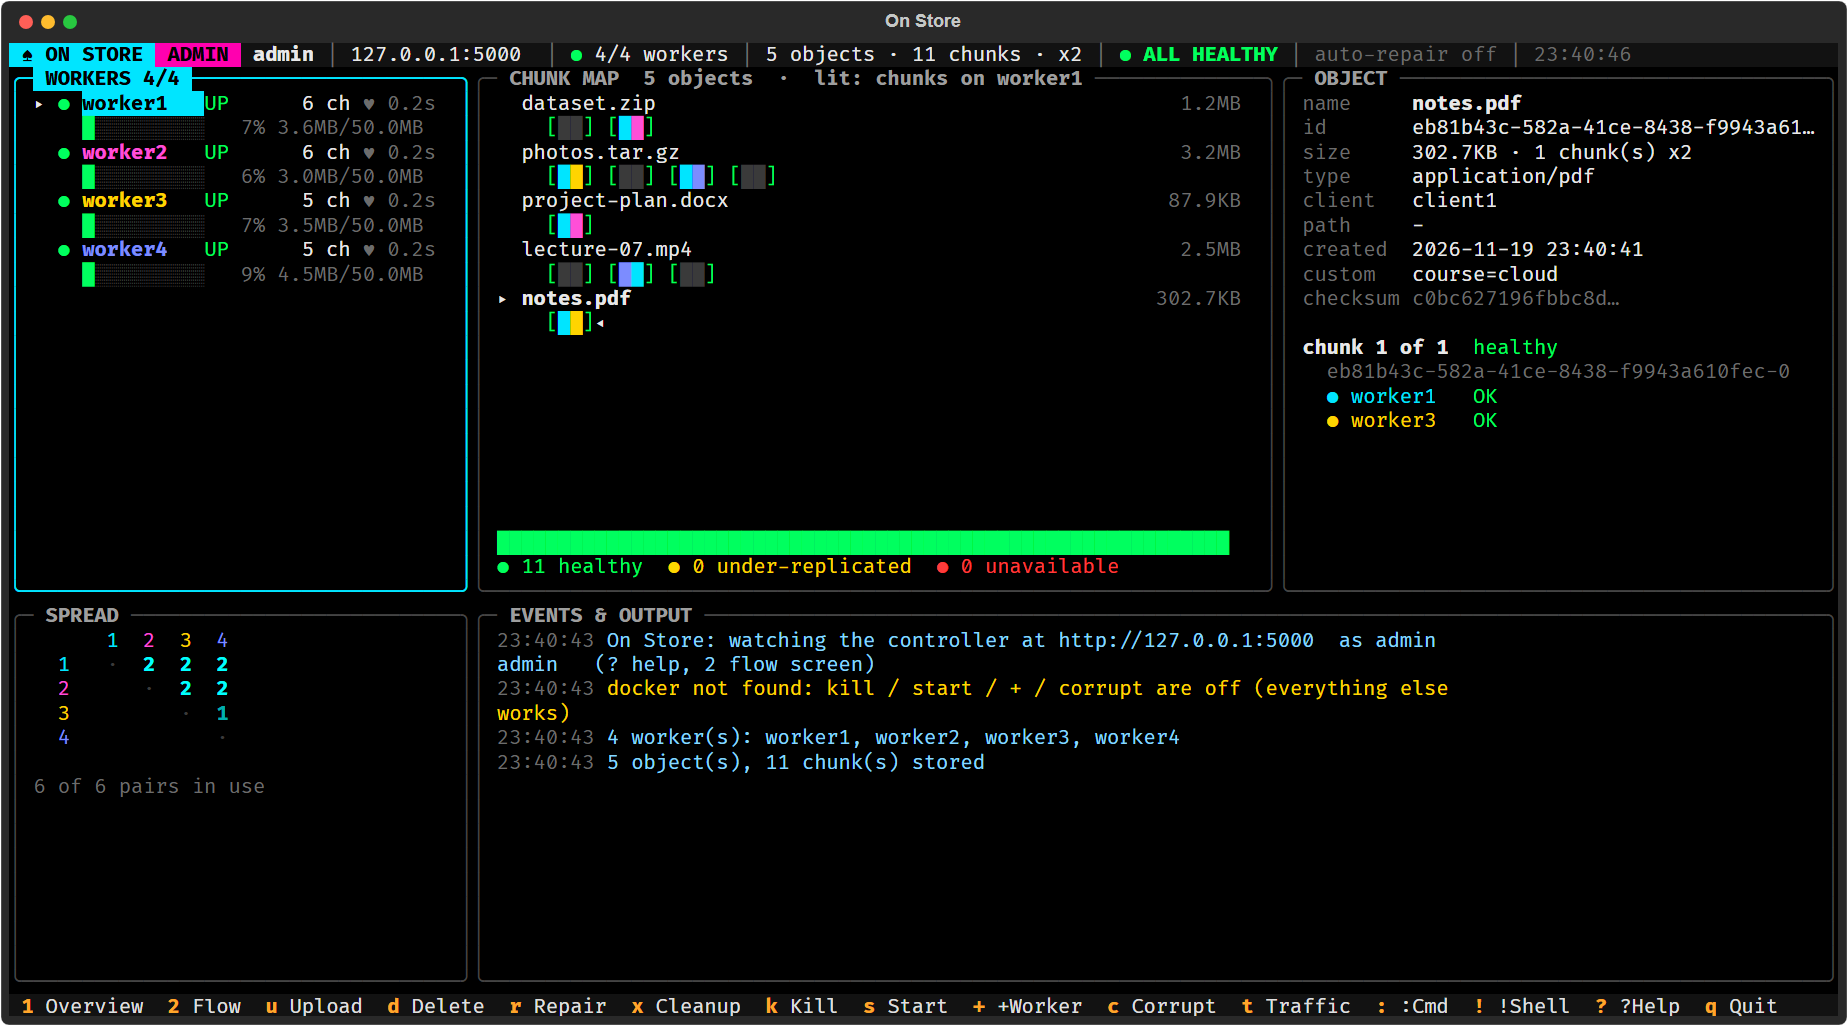 On Store
♠ ON STORE ADMIN admin │ 127.0.0.1:5000 │ ● 4/4 workers │ 5 objects · 11 chunks · x2 │ ● ALL HEALTHY │ auto-repair off │ 23:40:46
WORKERS 4/4
▸ ● worker1 UP 6 ch ♥ 0.2s
7% 3.6MB/50.0MB
● worker2 UP 6 ch ♥ 0.2s
6% 3.0MB/50.0MB
● worker3 UP 5 ch ♥ 0.2s
7% 3.5MB/50.0MB
● worker4 UP 5 ch ♥ 0.2s
9% 4.5MB/50.0MB
CHUNK MAP 5 objects · lit: chunks on worker1
dataset.zip 1.2MB
[██] [██]
photos.tar.gz 3.2MB
[██] [██] [██] [██]
project-plan.docx 87.9KB
[██]
lecture-07.mp4 2.5MB
[██] [██] [██]
▸ notes.pdf 302.7KB
[██]◂
● 11 healthy ● 0 under-replicated ● 0 unavailable
OBJECT
name notes.pdf
id eb81b43c-582a-41ce-8438-f9943a61…
size 302.7KB · 1 chunk(s) x2
type application/pdf
client client1
path –
created 2026-11-19 23:40:41
custom course=cloud
checksum c0bc627196fbbc8d…
chunk 1 of 1 healthy
eb81b43c-582a-41ce-8438-f9943a610fec-0
● worker1 OK
● worker3 OK
SPREAD
1 2 3 4
1 · 2 2 2
2 · 2 2
3 · 1
4 ·
6 of 6 pairs in use
EVENTS & OUTPUT
23:40:43 On Store: watching the controller at http://127.0.0.1:5000 as admin
admin (? help, 2 flow screen)
23:40:43 docker not found: kill / start / + / corrupt are off (everything else
works)
23:40:43 4 worker(s): worker1, worker2, worker3, worker4
23:40:43 5 object(s), 11 chunk(s) stored
1 Overview 2 Flow u Upload d Delete r Repair x Cleanup k Kill s Start + +Worker c Corrupt t Traffic : :Cmd ! !Shell ? ?Help q Quit